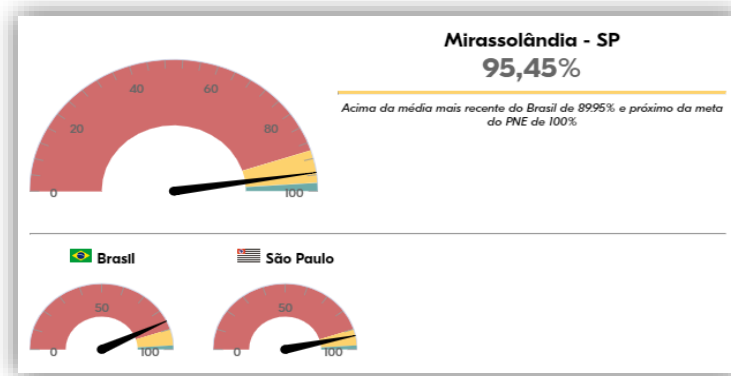 Mirassolândia - SP
95,45%
Acima da média mais recente do Brasil de 89.95% e próximo da meta
do PNE de 100%
0
20
40
60
80
100
Brasil
São Paulo
0
50
100
0
50
100